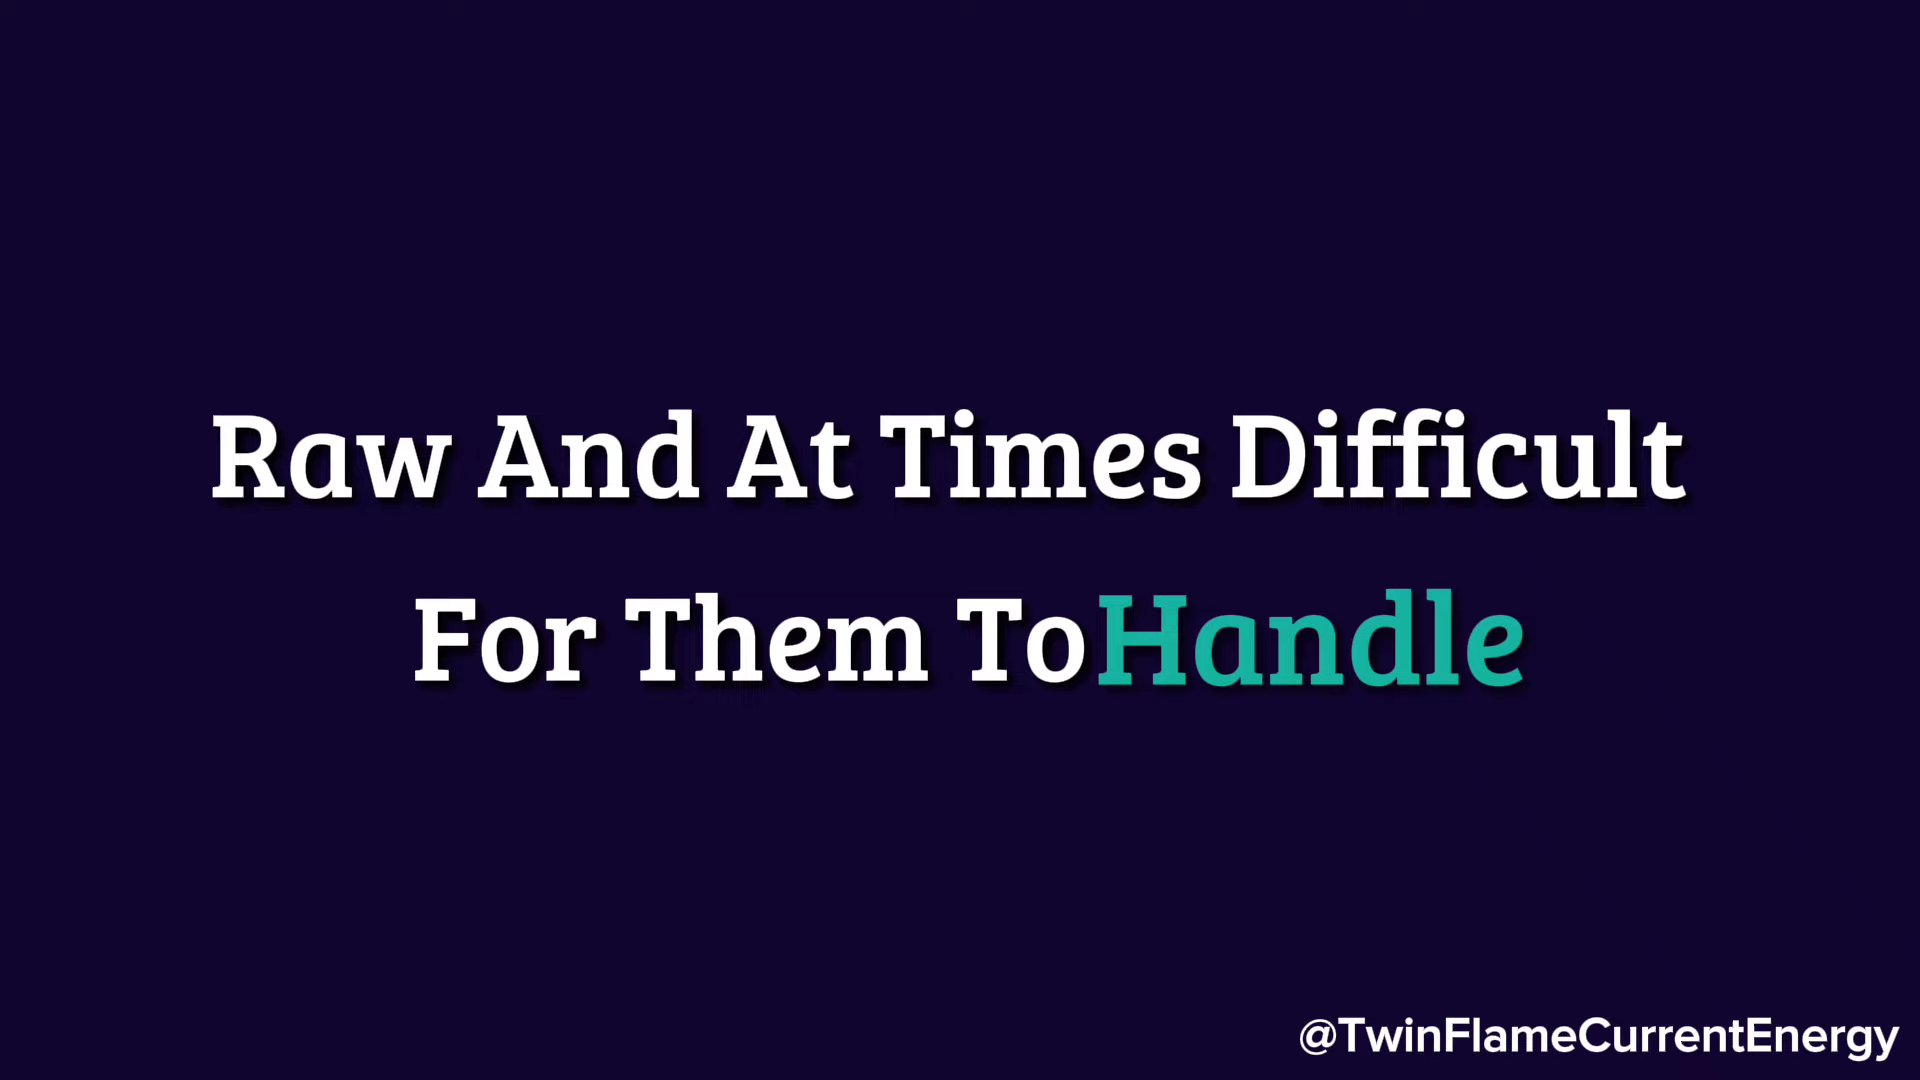 Raw And At Times Difficult
For Them To Handle
@TwinFlameCurrentEnergy